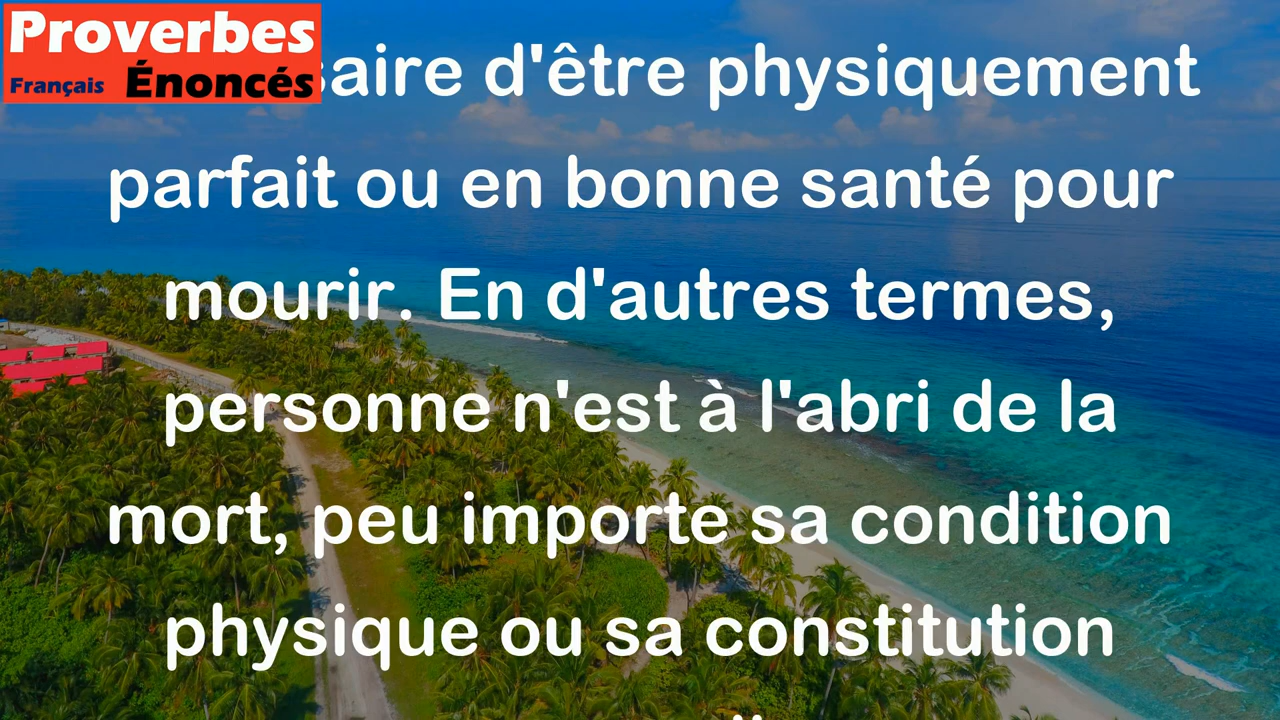 Proverbes
Français Énoncés
saire d'être physiquement
parfait ou en bonne santé pour
mourir. En d'autres termes,
personne n'est à l'abri de la
mort, peu importe sa condition
physique ou sa constitution